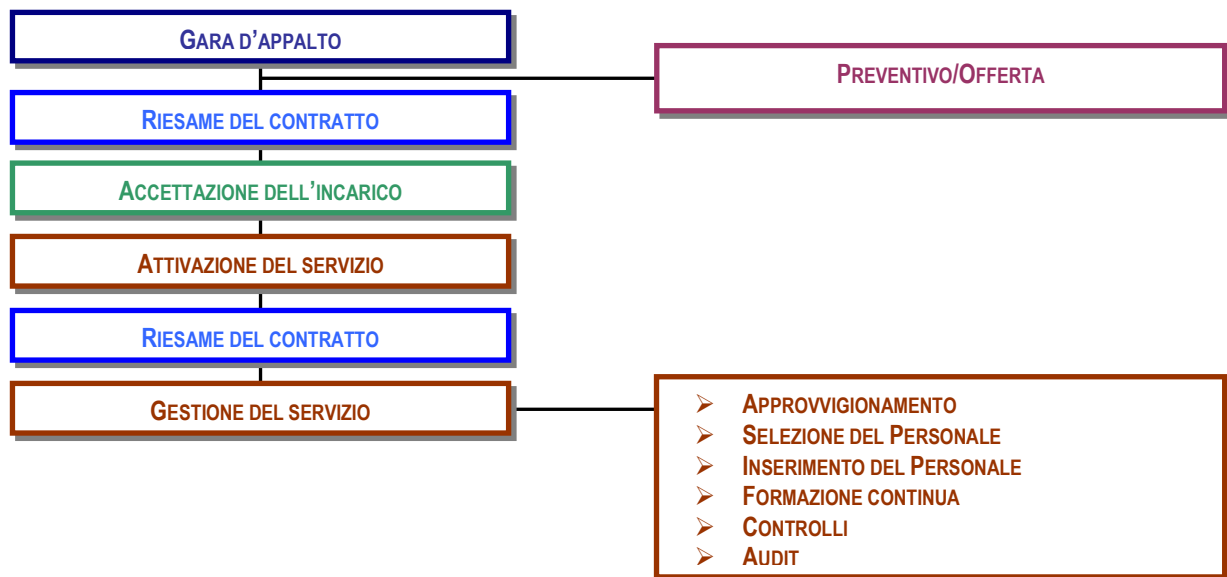 GARA D'APPALTO
PREVENTIVO/OFFERTA
RIESAME DEL CONTRATTO
ACCETTAZIONE DELL'INCARICO
ATTIVAZIONE DEL SERVIZIO
RIESAME DEL CONTRATTO
GESTIONE DEL SERVIZIO
➢ APPROVVIGIONAMENTO
➢ SELEZIONE DEL PERSONALE
➢ INSERIMENTO DEL PERSONALE
➢ FORMAZIONE CONTINUA
➢ CONTROLLI
➢ AUDIT